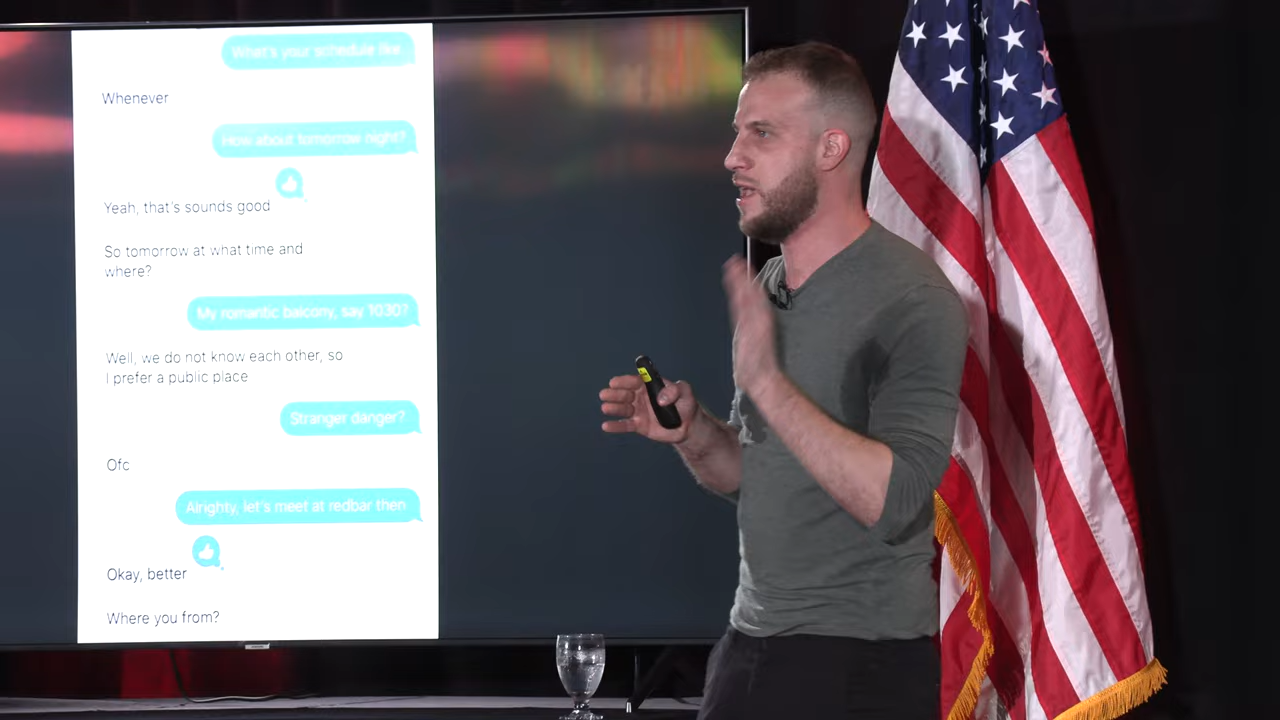 What's your schedule like..
Whenever
How about tomorrow night?
Yeah, that's sounds good
So tomorrow at what time and
where?
My romantic balcony, say 1030?
Well, we do not know each other, so
I prefer a public place
Stranger danger?
Ofc
Alrighty, let's meet at redbar then
Okay, better
Where you from?